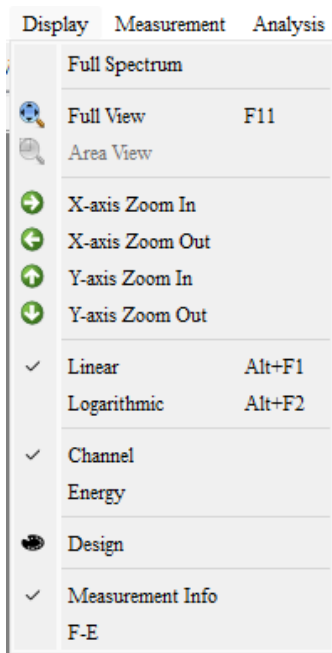 Display Measurement Analysis
Full Spectrum
Full View F11
Area View
X-axis Zoom In
X-axis Zoom Out
Y-axis Zoom In
Y-axis Zoom Out
Linear Alt+F1
Logarithmic Alt+F2
Channel
Energy
Design
Measurement Info
F-E